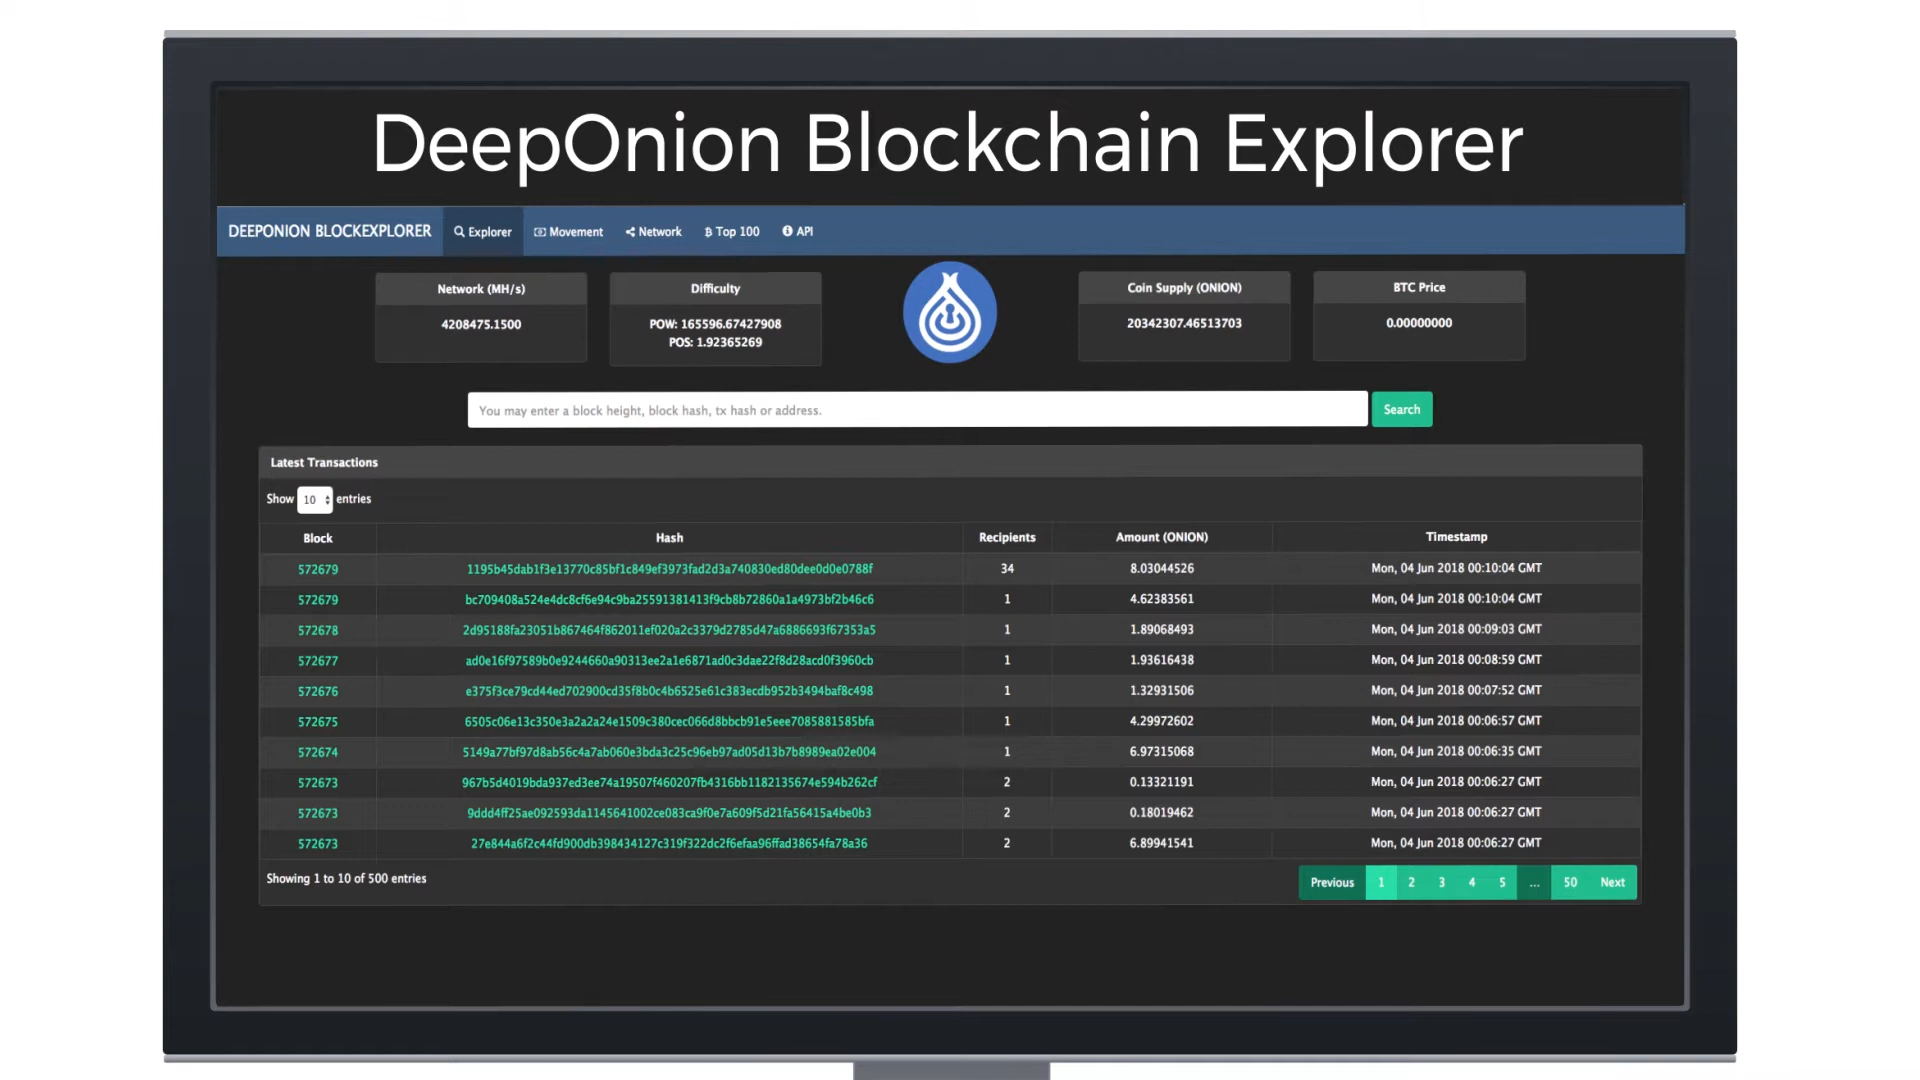 DeepOnion Blockchain Explorer
DEEPONION BLOCKEXPLORER Explorer Movement Network Top 100 API
Network (MH/s) Difficulty Coin Supply (ONION) BTC Price
4208475.1500 POW: 165596.67427908 20342307.46513703 0.00000000
POS: 1.92365269
You may enter a block height, block hash, tx hash or address. Search
Latest Transactions
Show 10 entries
Block Hash Recipients Amount (ONION) Timestamp
572679 1195b45dab1f3e13770c85bf1c849ef3973fad2d3a740830ed80dee0d0e0788f 34 8.03044526 Mon, 04 Jun 2018 00:10:04 GMT
572679 bc709408a524e4dc8cf6e94c9ba25591381413f9cb8b72860a1a4973bf2b46c6 1 4.62383561 Mon, 04 Jun 2018 00:10:04 GMT
572678 2d95188fa23051b867464f862011ef020a2c3379d2785d47a6886693f67353a5 1 1.89068493 Mon, 04 Jun 2018 00:09:03 GMT
572677 ad0e16f97589b0e9244660a90313ee2a1e6871ad0c3dae22f8d28acd0f3960cb 1 1.93616438 Mon, 04 Jun 2018 00:08:59 GMT
572676 e375f3ce79cd44ed702900cd35f8b0c4b6525e61c383ecdb952b3494baf8c498 1 1.32931506 Mon, 04 Jun 2018 00:07:52 GMT
572675 6505c06e13c350e3a2a2a24e1509c380cec066d8bbcb91e5eee7085881585bfa 1 4.29972602 Mon, 04 Jun 2018 00:06:57 GMT
572674 5149a77bf97d8ab56c4a7ab060e3bda3c25c96eb97ad05d13b7b8989ea02e004 1 6.97315068 Mon, 04 Jun 2018 00:06:35 GMT
572673 967b5d4019bda937ed3ee74a19507f460207fb4316bb1182135674e594b262cf 2 0.13321191 Mon, 04 Jun 2018 00:06:27 GMT
572673 9ddd4ff25ae092593da1145641002ce083ca9f0e7a609f5d21fa56415a4be0b3 2 0.18019462 Mon, 04 Jun 2018 00:06:27 GMT
572673 27e844a6f2c44fd900db398434127c319f322dc2f6efaa96ffad38654fa78a36 2 6.89941541 Mon, 04 Jun 2018 00:06:27 GMT
Showing 1 to 10 of 500 entries Previous 1 2 3 4 5 ... 50 Next